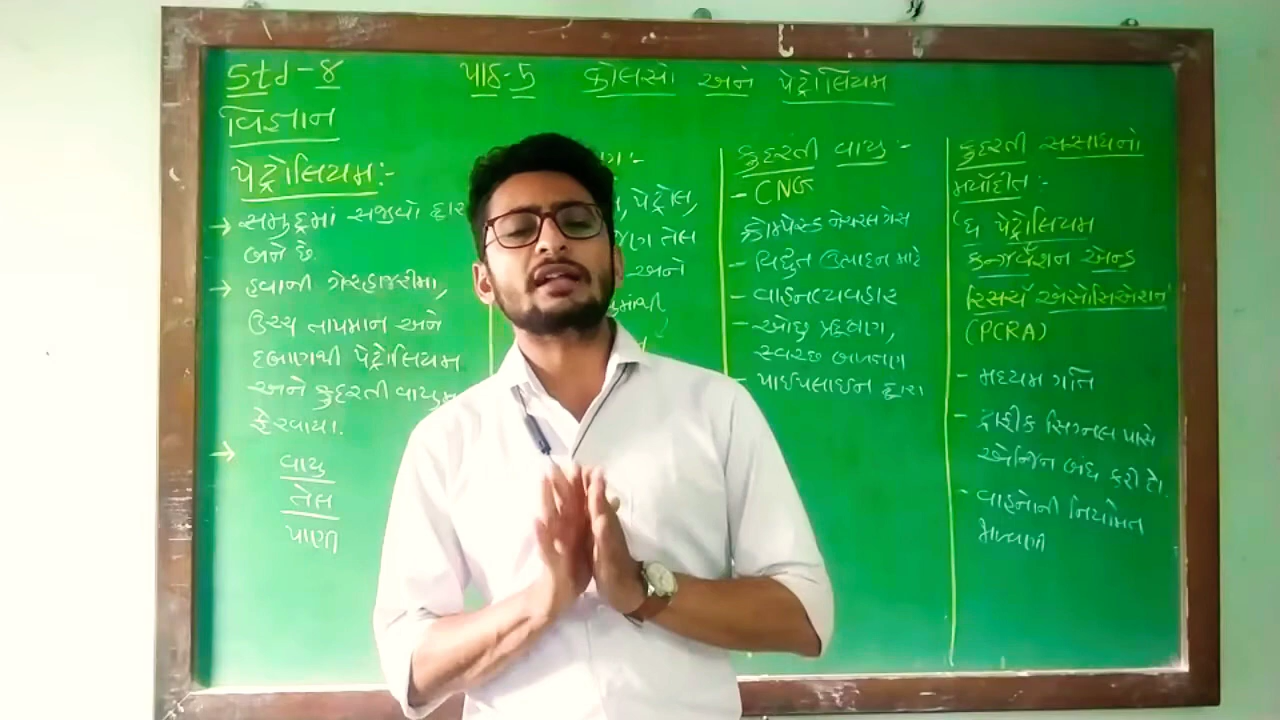 Std-૪
પાઠ-5 કોલસો અને પેટ્રોલિયમ
વિજ્ઞાન
પેટ્રોલિયમ:-
→ સમુદ્રમાં સજીવો દ્વારા
બને છે.
→ હવાની ગેરહાજરીમાં,
ઉચ્ચ તાપમાન અને
દબાણથી પેટ્રોલિયમ
અને કુદરતી વાયુમાં
ફેરવાયા.
→ વાયુ
તેલ
પાણી
, પેટ્રોલ,
તેલ
અને
કુદરતી વાયુ:-
- CNG
કોમ્પ્રેસ્ડ નેચરલ ગેસ
- વિદ્યુત ઉત્પાદન માટે
- વાહનવ્યવહાર
- ઓછુ પ્રદૂષણ,
સ્વચ્છ બળતણ
- પાઈપલાઈન દ્વારા
કુદરતી સંસાધનો
મર્યાદીત:-
'ધ પેટ્રોલિયમ
કન્ઝર્વેશન એન્ડ
રિસર્ચ એસોસિએશન'
(PCRA)
- મધ્યમ ગતિ
- ટ્રાફીક સિગ્નલ પાસે
એન્જિન બંધ કરી દો.
- વાહનોની નિયમિત